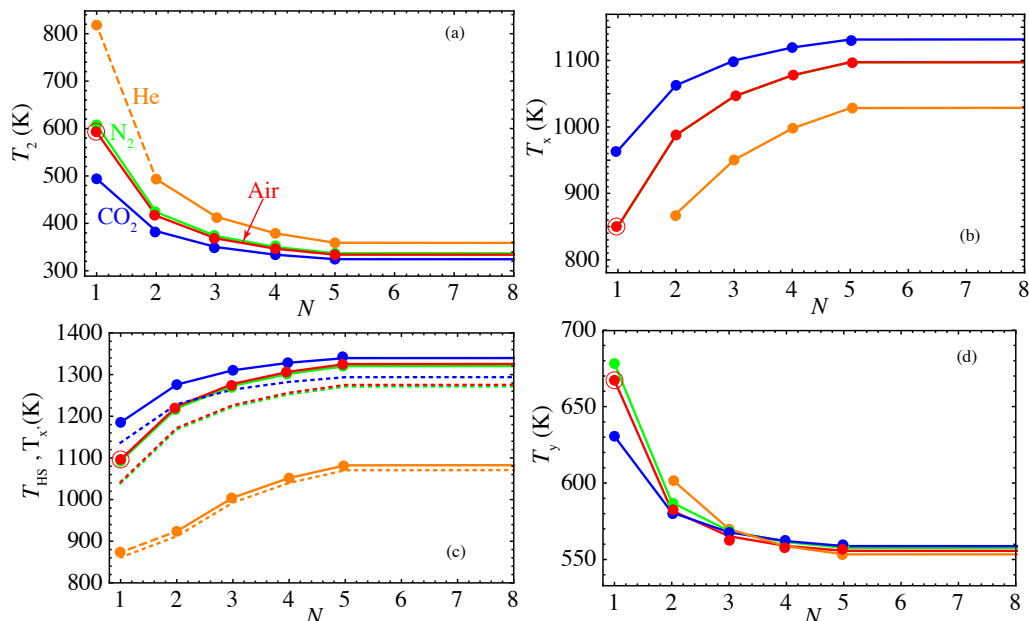 800
700
600
500
400
300
T2 (K)
(a)
He
N2
Air
CO2
1 2 3 4 5 6 7 8
N
1100
1000
900
800
Tx (K)
(b)
1 2 3 4 5 6 7 8
N
1400
1300
1200
1100
1000
900
800
THS , Tx' (K)
(c)
1 2 3 4 5 6 7 8
N
700
650
600
550
Ty (K)
(d)
1 2 3 4 5 6 7 8
N